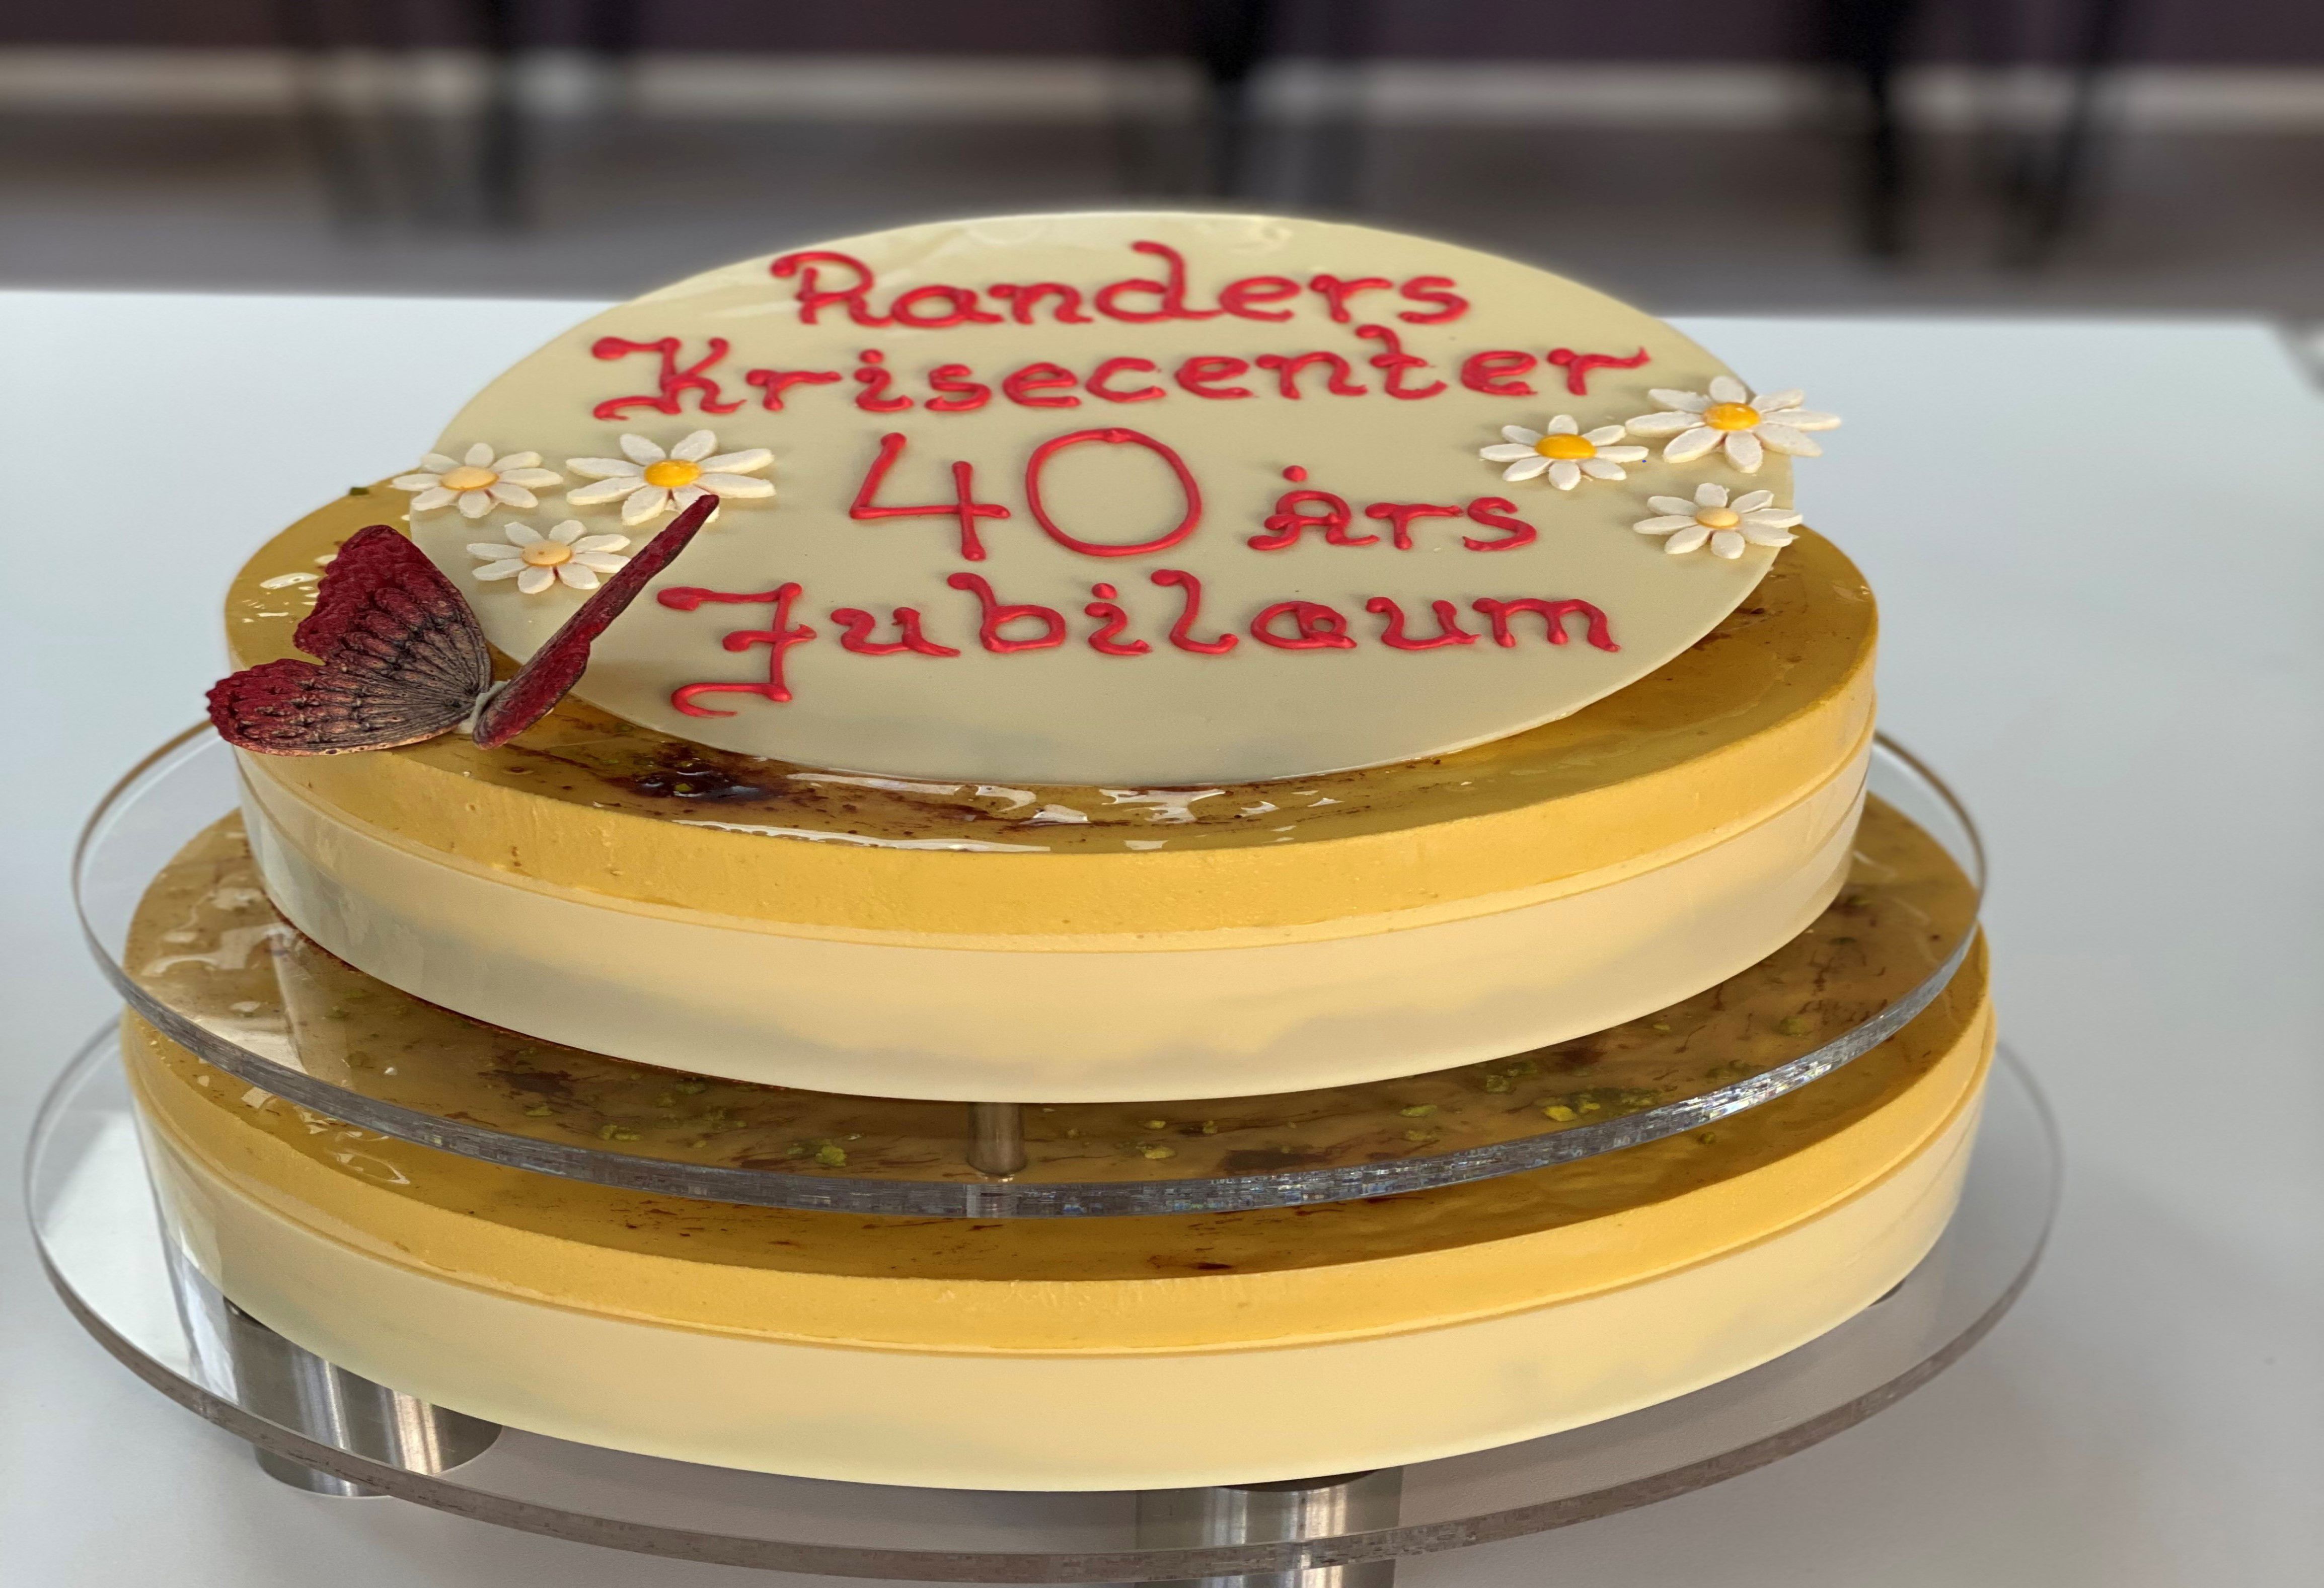 Randers
Krisecenter
40 års
Jubilæum